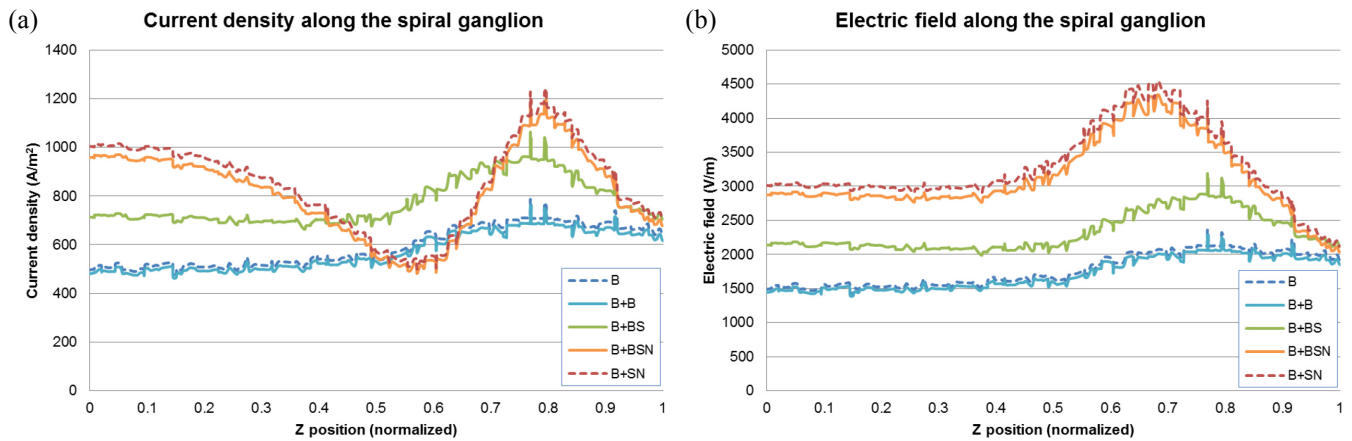 (a)
Current density along the spiral ganglion
Current density (A/m²)
1400
1200
1000
800
600
400
200
0
0 0.1 0.2 0.3 0.4 0.5 0.6 0.7 0.8 0.9 1
Z position (normalized)
B
B+B
B+BS
B+BSN
B+SN
(b)
Electric field along the spiral ganglion
Electric field (V/m)
5000
4500
4000
3500
3000
2500
2000
1500
1000
500
0
0 0.1 0.2 0.3 0.4 0.5 0.6 0.7 0.8 0.9 1
Z position (normalized)
B
B+B
B+BS
B+BSN
B+SN